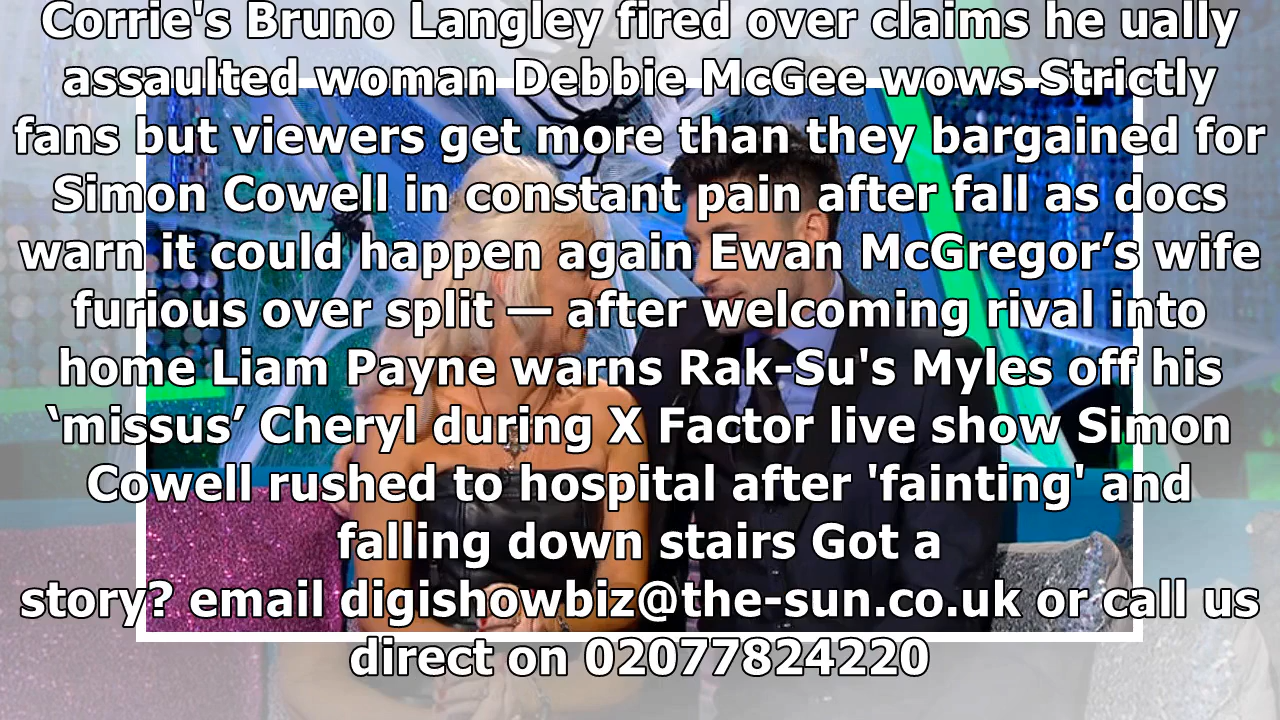 Corrie's Bruno Langley fired over claims he ually
assaulted woman Debbie McGee wows Strictly
fans but viewers get more than they bargained for
Simon Cowell in constant pain after fall as docs
warn it could happen again Ewan McGregor’s wife
furious over split — after welcoming rival into
home Liam Payne warns Rak-Su's Myles off his
‘missus’ Cheryl during X Factor live show Simon
Cowell rushed to hospital after 'fainting' and
falling down stairs Got a
story? email digishowbiz@the-sun.co.uk or call us
direct on 02077824220